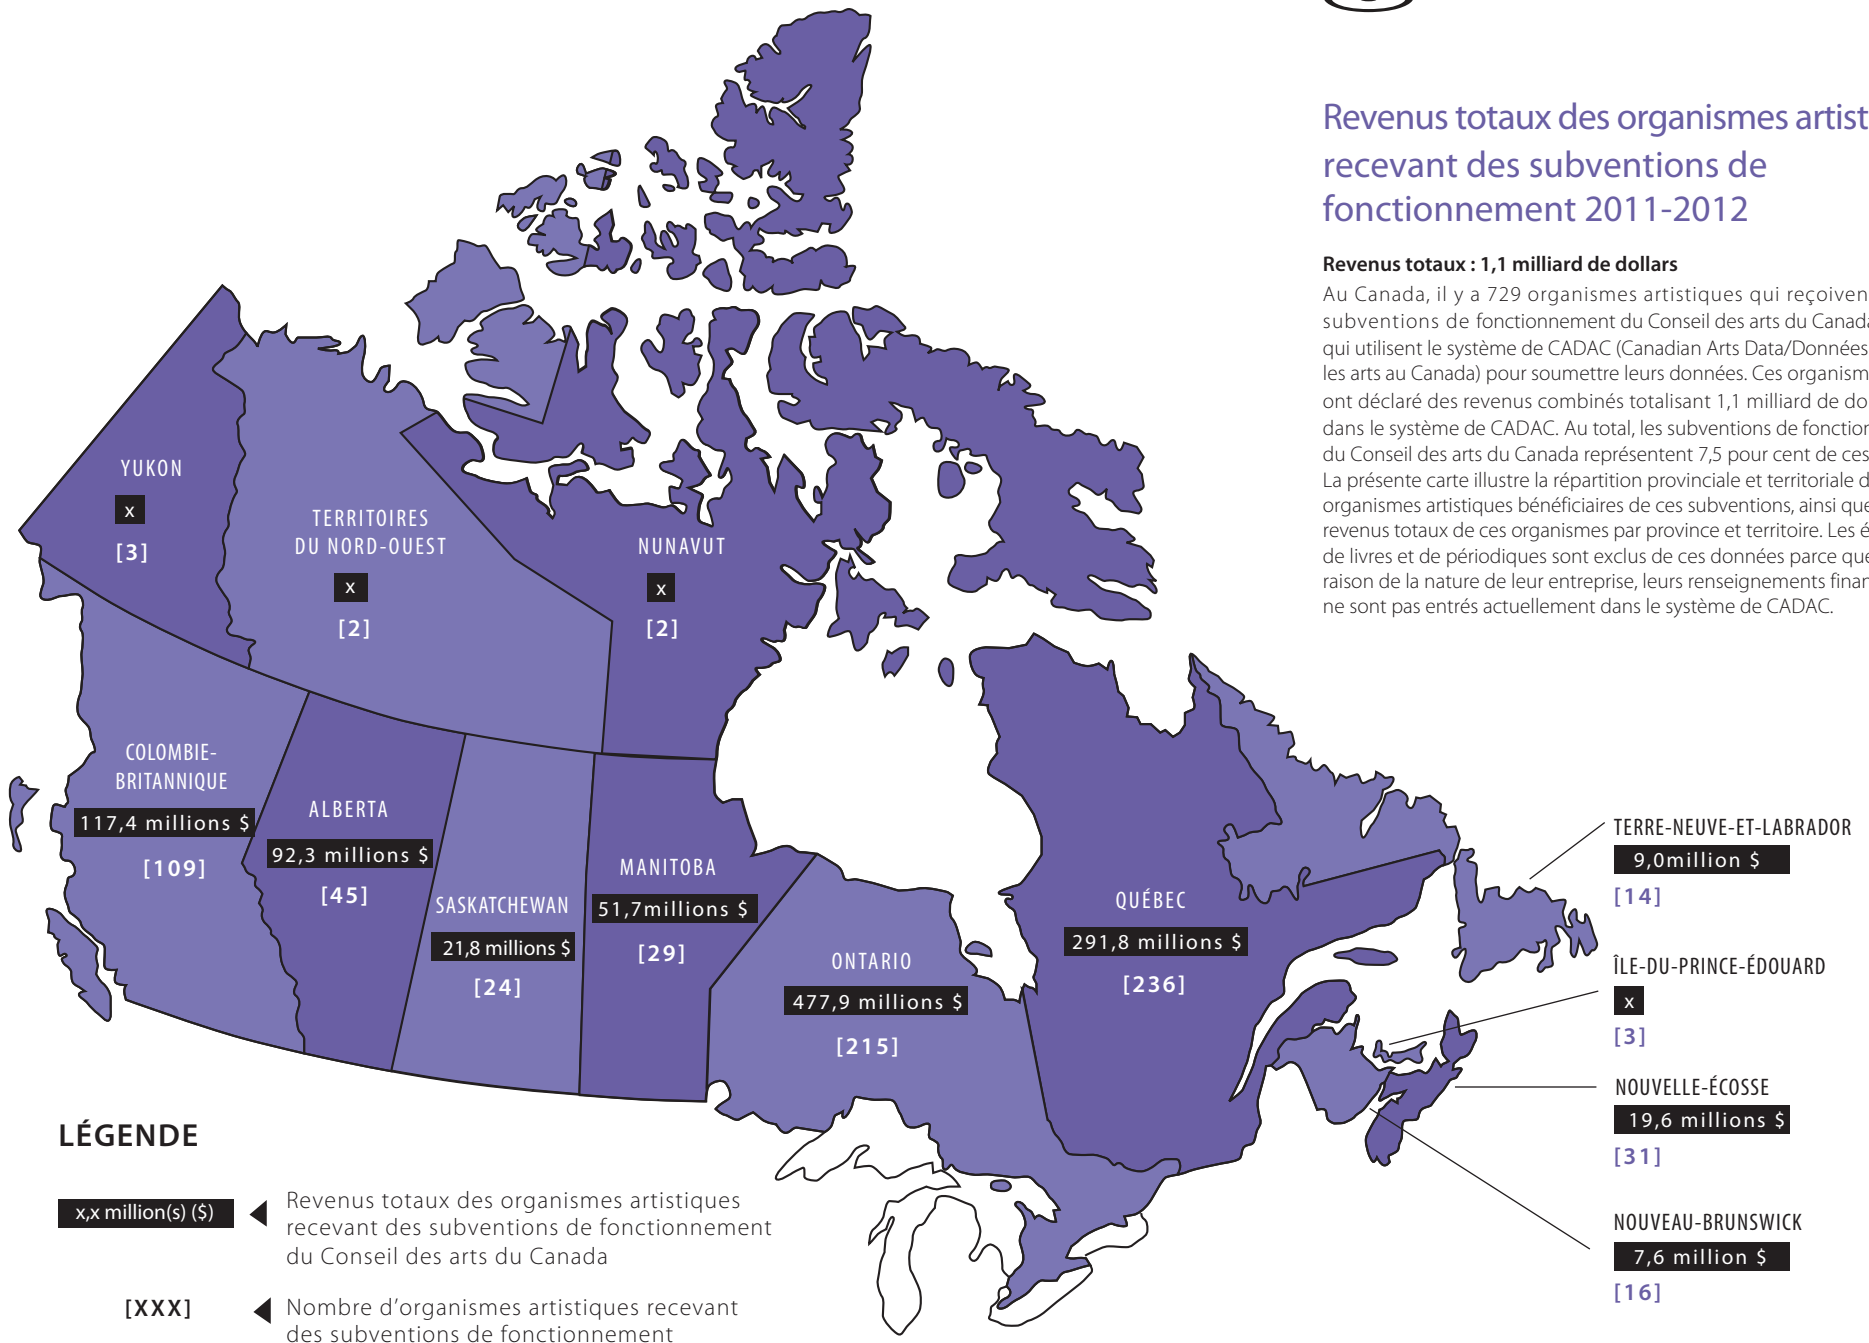 Revenus totaux des organismes artist
recevant des subventions de
fonctionnement 2011-2012
Revenus totaux : 1,1 milliard de dollars
Au Canada, il y a 729 organismes artistiques qui reçoiven
subventions de fonctionnement du Conseil des arts du Canada
qui utilisent le système de CADAC (Canadian Arts Data/Données
les arts au Canada) pour soumettre leurs données. Ces organism
ont déclaré des revenus combinés totalisant 1,1 milliard de do
dans le système de CADAC. Au total, les subventions de fonction
du Conseil des arts du Canada représentent 7,5 pour cent de ces
La présente carte illustre la répartition provinciale et territoriale d
organismes artistiques bénéficiaires de ces subventions, ainsi que
revenus totaux de ces organismes par province et territoire. Les é
de livres et de périodiques sont exclus de ces données parce que
raison de la nature de leur entreprise, leurs renseignements finan
ne sont pas entrés actuellement dans le système de CADAC.
YUKON
x
[3]
TERRITOIRES
DU NORD-OUEST
x
[2]
NUNAVUT
x
[2]
COLOMBIE-
BRITANNIQUE
117,4 millions $
[109]
ALBERTA
92,3 millions $
[45]
SASKATCHEWAN
21,8 millions $
[24]
MANITOBA
51,7millions $
[29]
ONTARIO
477,9 millions $
[215]
QUÉBEC
291,8 millions $
[236]
TERRE-NEUVE-ET-LABRADOR
9,0million $
[14]
ÎLE-DU-PRINCE-ÉDOUARD
x
[3]
NOUVELLE-ÉCOSSE
19,6 millions $
[31]
NOUVEAU-BRUNSWICK
7,6 million $
[16]
LÉGENDE
x,x million(s) ($)
Revenus totaux des organismes artistiques
recevant des subventions de fonctionnement
du Conseil des arts du Canada
[XXX]
Nombre d'organismes artistiques recevant
des subventions de fonctionnement